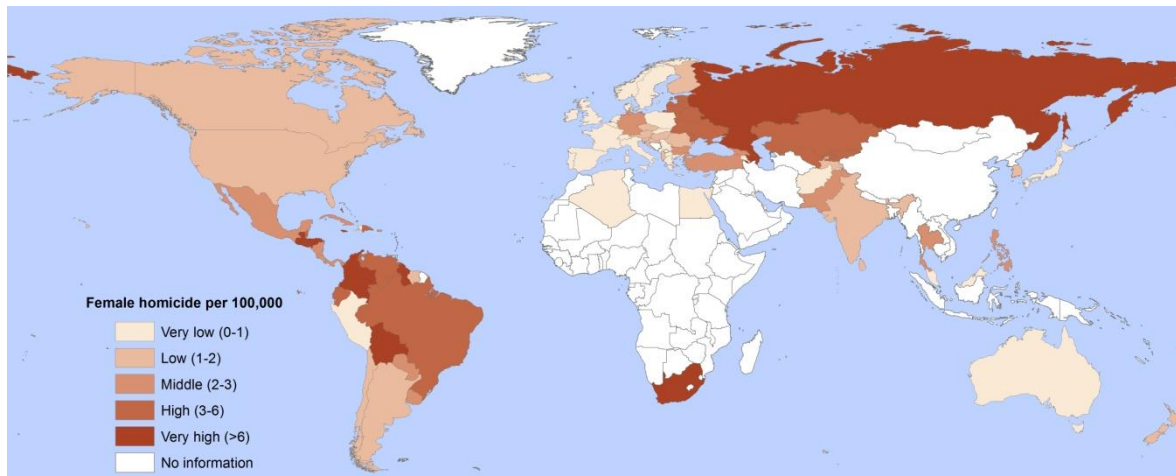 Female homicide per 100,000
Very low (0-1)
Low (1-2)
Middle (2-3)
High (3-6)
Very high (>6)
No information